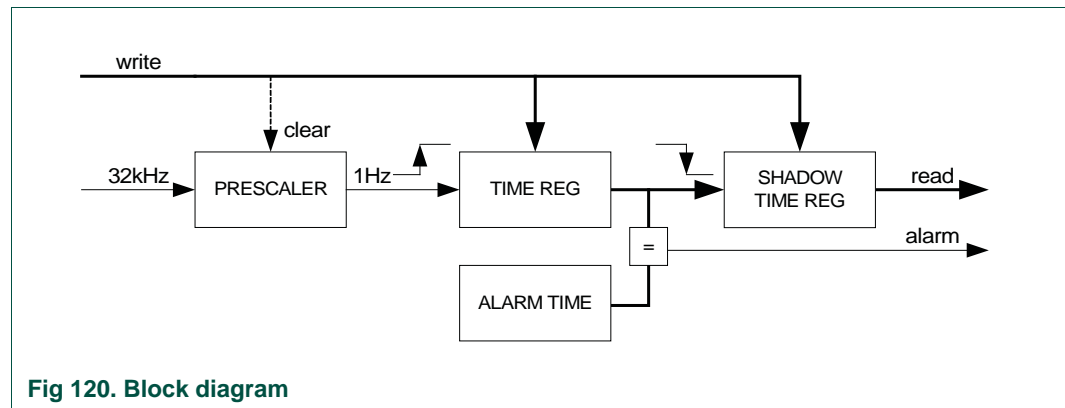 write
clear
32kHz
PRESCALER
1Hz
TIME REG
SHADOW
TIME REG
read
alarm
=
ALARM TIME
Fig 120. Block diagram